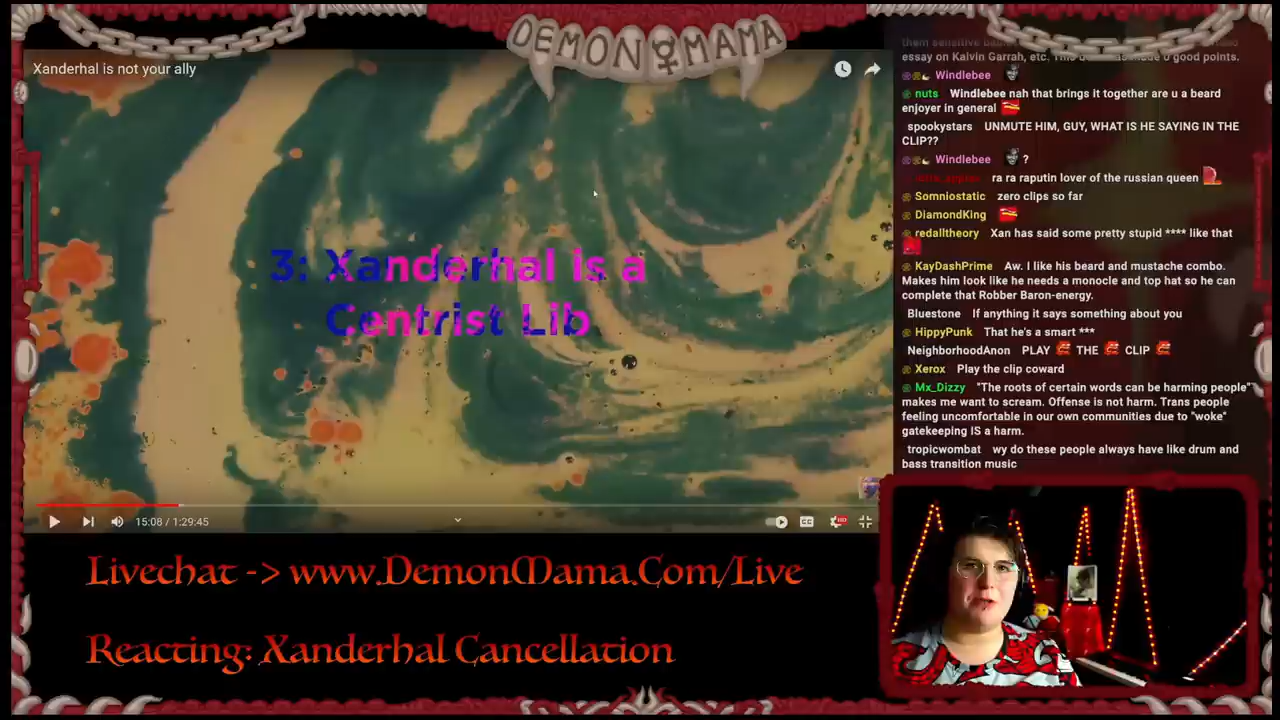 DEMON MAMA
Xanderhal is not your ally
essay on Kalvin Garrah, etc.
good points.
Windlebee
nuts Windlebee nah that brings it together are u a beard
enjoyer in general
spookystars UNMUTE HIM, GUY, WHAT IS HE SAYING IN THE
CLIP??
Windlebee ?
ra ra raputin lover of the russian queen
Somniostatic zero clips so far
DiamondKing
redalltheory Xan has said some pretty stupid **** like that
KayDashPrime Aw. I like his beard and mustache combo.
Makes him look like he needs a monocle and top hat so he can
complete that Robber Baron-energy.
Bluestone If anything it says something about you
HippyPunk That he's a smart ***
NeighborhoodAnon PLAY THE CLIP
Xerox Play the clip coward
Mx_Dizzy "The roots of certain words can be harming people"
makes me want to scream. Offense is not harm. Trans people
feeling uncomfortable in our own communities due to "woke"
gatekeeping IS a harm.
tropicwombat wy do these people always have like drum and
bass transition music
3: Xanderhal is a
Centrist Lib
15:08 / 1:29:45
CC
HD
Livechat -> www.DemonMama.Com/Live
Reacting: Xanderhal Cancellation